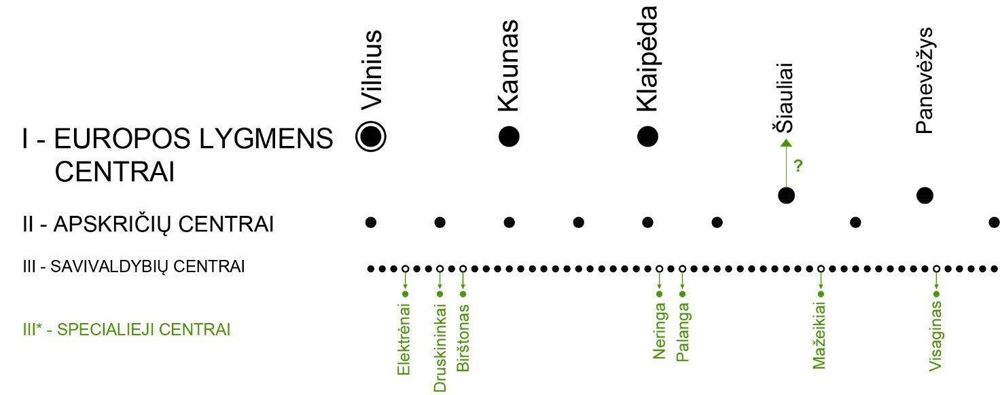 Vilnius
Kaunas
Klaipėda
Šiauliai
Panevėžys
I - EUROPOS LYGMENS
CENTRAI
?
II - APSKRIČIŲ CENTRAI
III - SAVIVALDYBIŲ CENTRAI
III* - SPECIALIEJI CENTRAI
Elektrėnai
Druskininkai
Birštonas
Neringa
Palanga
Mažeikiai
Visaginas